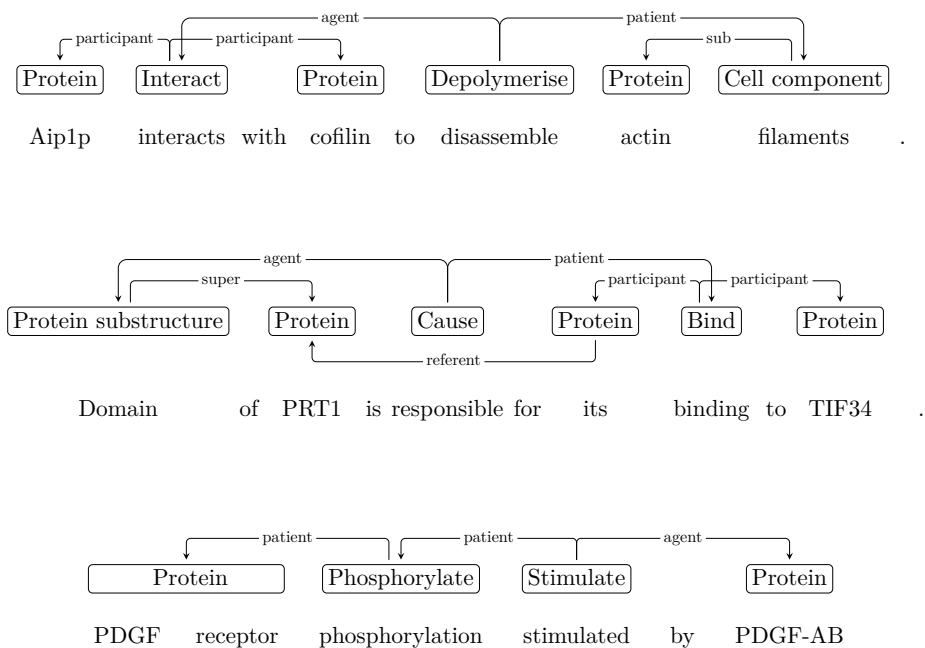 agent patient
participant participant sub
Protein Interact Protein Depolymerise Protein Cell component
Aip1p interacts with cofilin to disassemble actin filaments .
agent patient
super participant participant
Protein substructure Protein Cause Protein Bind Protein
referent
Domain of PRT1 is responsible for its binding to TIF34 .
patient patient agent
Protein Phosphorylate Stimulate Protein
PDGF receptor phosphorylation stimulated by PDGF-AB